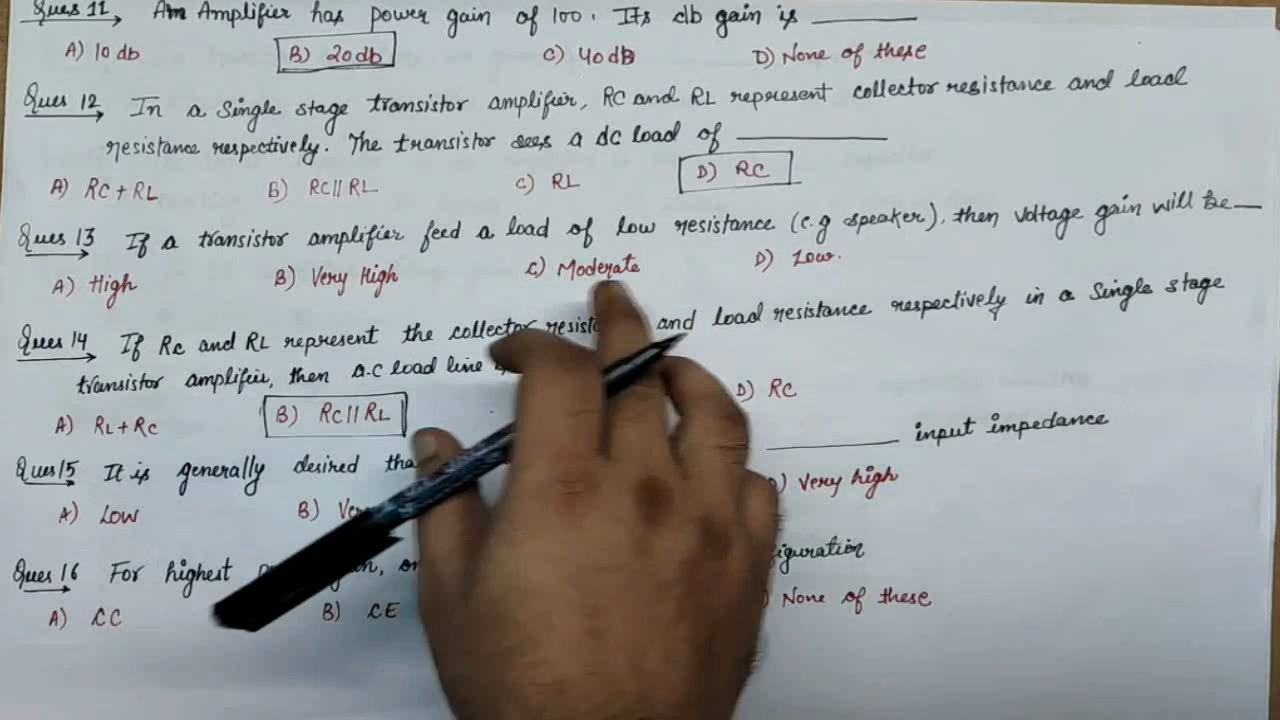 Ques 11 An Amplifier has power gain of 100. Its db gain is ________
A) 10 db B) 20db C) 40db D) None of these
Ques 12 In a Single stage transistor amplifier, RC and RL represent collector resistance and load
resistance respectively. The transistor sees a dc load of ________
A) RC + RL B) RC || RL C) RL D) RC
Ques 13 If a transistor amplifier feed a load of low resistance (e.g speaker), then voltage gain will be__
A) High B) Very High C) Moderate D) Low.
Ques 14 If Rc and RL represent the collector and load resistance respectively in a single stage
transistor amplifier, then a.c load line
A) RL + RC B) RC || RL D) RC
Ques 15 It is generally desired ________ input impedance
A) Low B) Very high
Ques 16 For highest
A) CC B) CE None of these